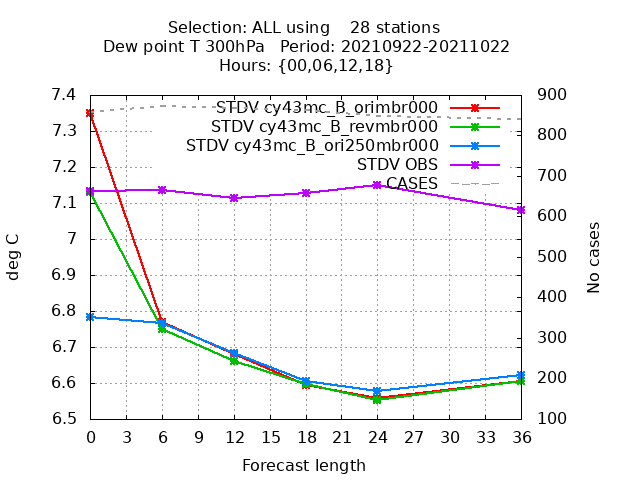 Selection: ALL using    28 stations
Dew point T 300hPa   Period: 20210922-20211022
Hours: {00,06,12,18}
STDV cy43mc_B_orimbr000
STDV cy43mc_B_revmbr000
STDV cy43mc_B_ori250mbr000
STDV OBS
CASES
7.4
7.3
7.2
7.1
7
6.9
6.8
6.7
6.6
6.5
deg C
900
800
700
600
500
400
300
200
100
No cases
0 3 6 9 12 15 18 21 24 27 30 33 36
Forecast length